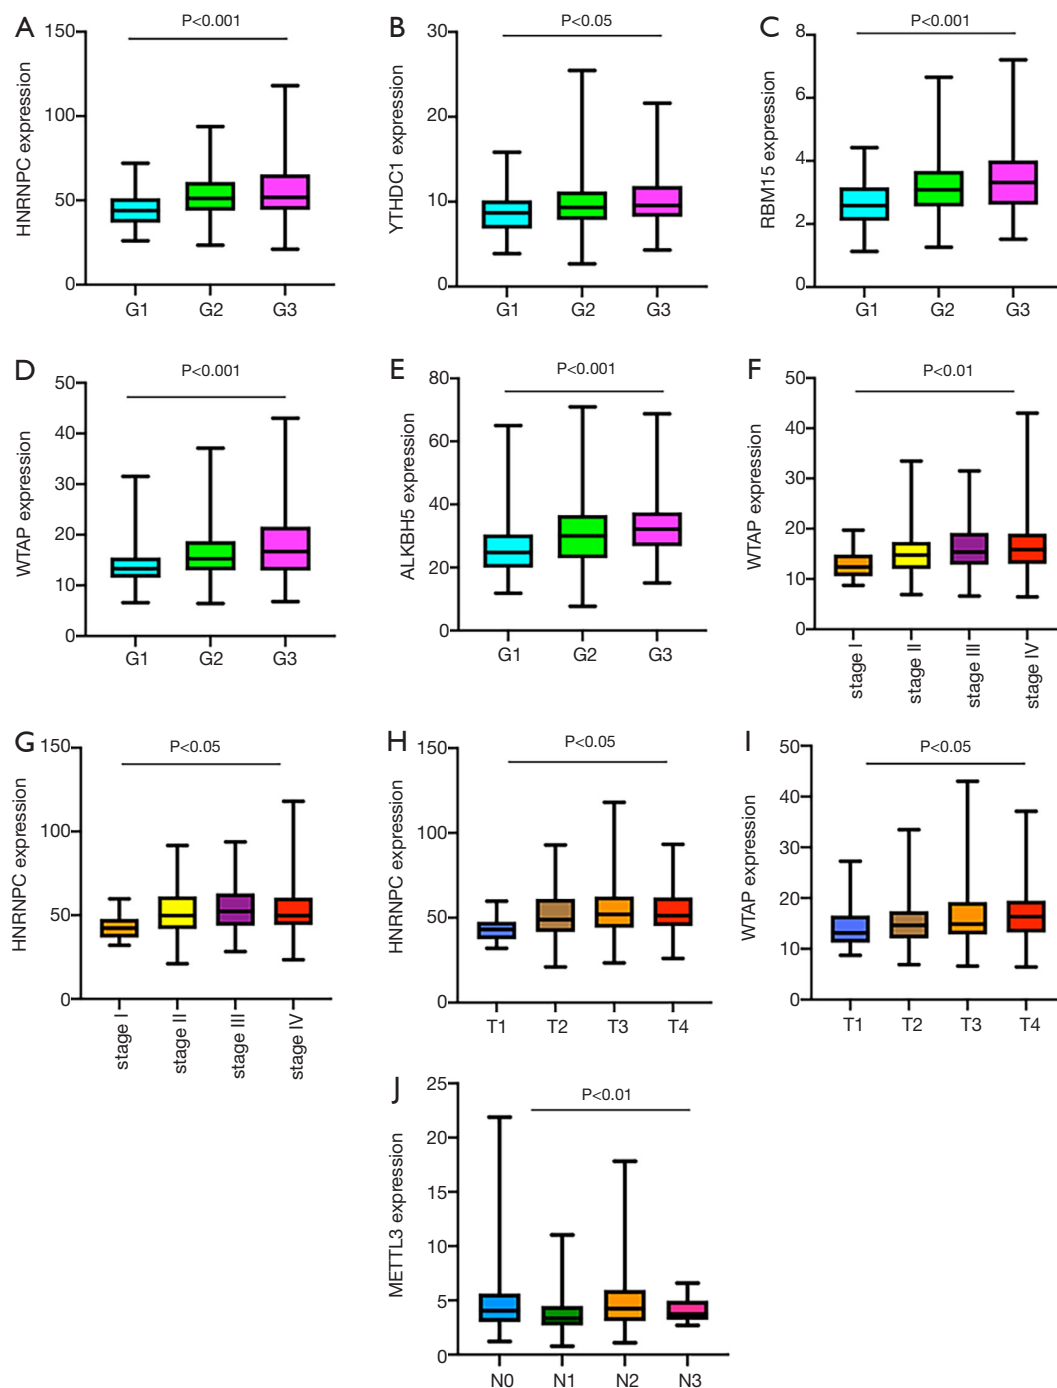 A
P<0.001
HNRNPC expression
150
100
50
0
G1 G2 G3
B
P<0.05
YTHDC1 expression
30
20
10
0
G1 G2 G3
C
P<0.001
RBM15 expression
8
6
4
2
0
G1 G2 G3
D
P<0.001
WTAP expression
50
40
30
20
10
0
G1 G2 G3
E
P<0.001
ALKBH5 expression
80
60
40
20
0
G1 G2 G3
F
P<0.01
WTAP expression
50
40
30
20
10
0
stage I
stage II
stage III
stage IV
G
P<0.05
HNRNPC expression
150
100
50
0
stage I
stage II
stage III
stage IV
H
P<0.05
HNRNPC expression
150
100
50
0
T1 T2 T3 T4
I
P<0.05
WTAP expression
50
40
30
20
10
0
T1 T2 T3 T4
J
P<0.01
METTL3 expression
25
20
15
10
5
0
N0 N1 N2 N3